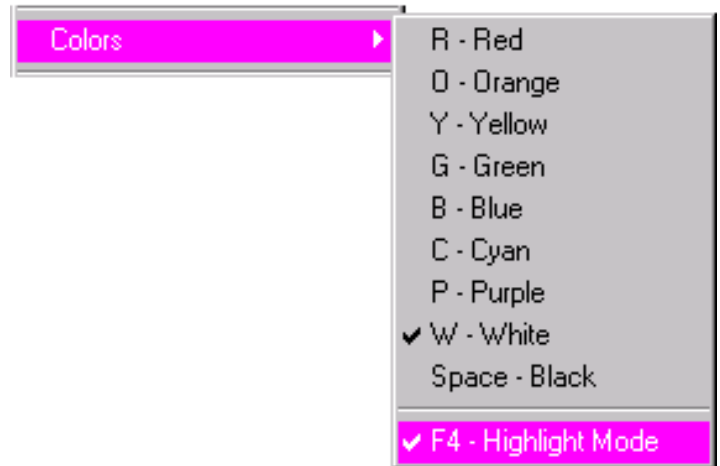 Colors
R - Red
O - Orange
Y - Yellow
G - Green
B - Blue
C - Cyan
P - Purple
W - White
Space - Black
F4 - Highlight Mode